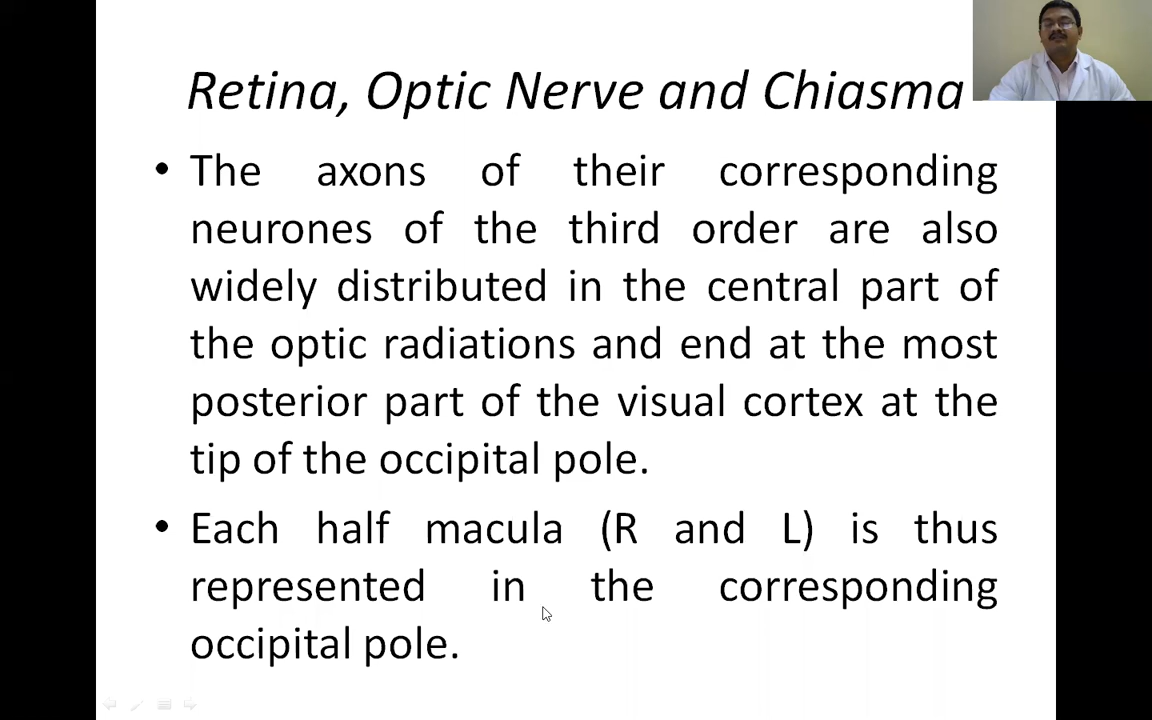 Retina, Optic Nerve and Chiasma
• The axons of their corresponding
neurones of the third order are also
widely distributed in the central part of
the optic radiations and end at the most
posterior part of the visual cortex at the
tip of the occipital pole.
• Each half macula (R and L) is thus
represented in the corresponding
occipital pole.